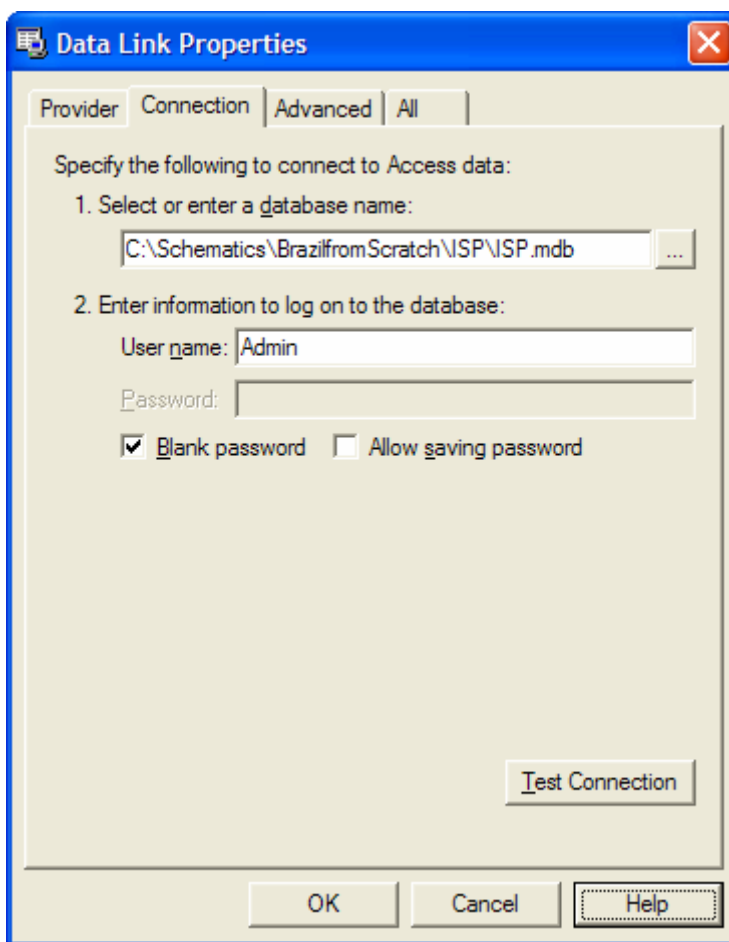 Data Link Properties
Provider Connection Advanced All
Specify the following to connect to Access data:
1. Select or enter a database name:
C:\Schematics\BrazilfromScratch\ISP\ISP.mdb ...
2. Enter information to log on to the database:
User name: Admin
Password:
Blank password Allow saving password
Test Connection
OK Cancel Help